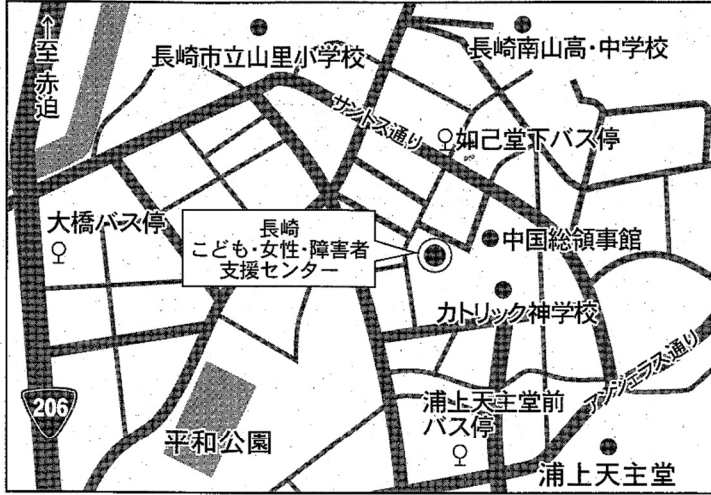 ↑至 赤迫
長崎市立山里小学校
長崎南山高・中学校
サントス通り
如己堂下バス停
大橋バス停
長崎
こども・女性・障害者
支援センター
中国総領事館
カトリック神学校
アンジェラス通り
206
浦上天主堂前
バス停
平和公園
浦上天主堂